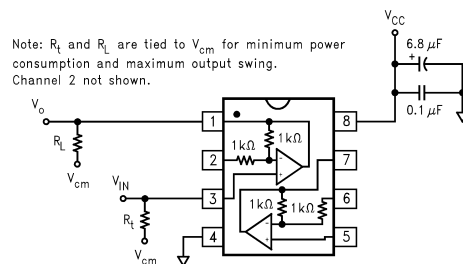 Note: Rt and RL are tied to Vcm for minimum power
consumption and maximum output swing.
Channel 2 not shown.
VCC
6.8 μF
+
0.1 μF
Vo
RL
Vcm
VIN
Rt
Vcm
1
2
3
4
8
7
6
5
1kΩ
1kΩ
-
+
1kΩ
1kΩ
-
+